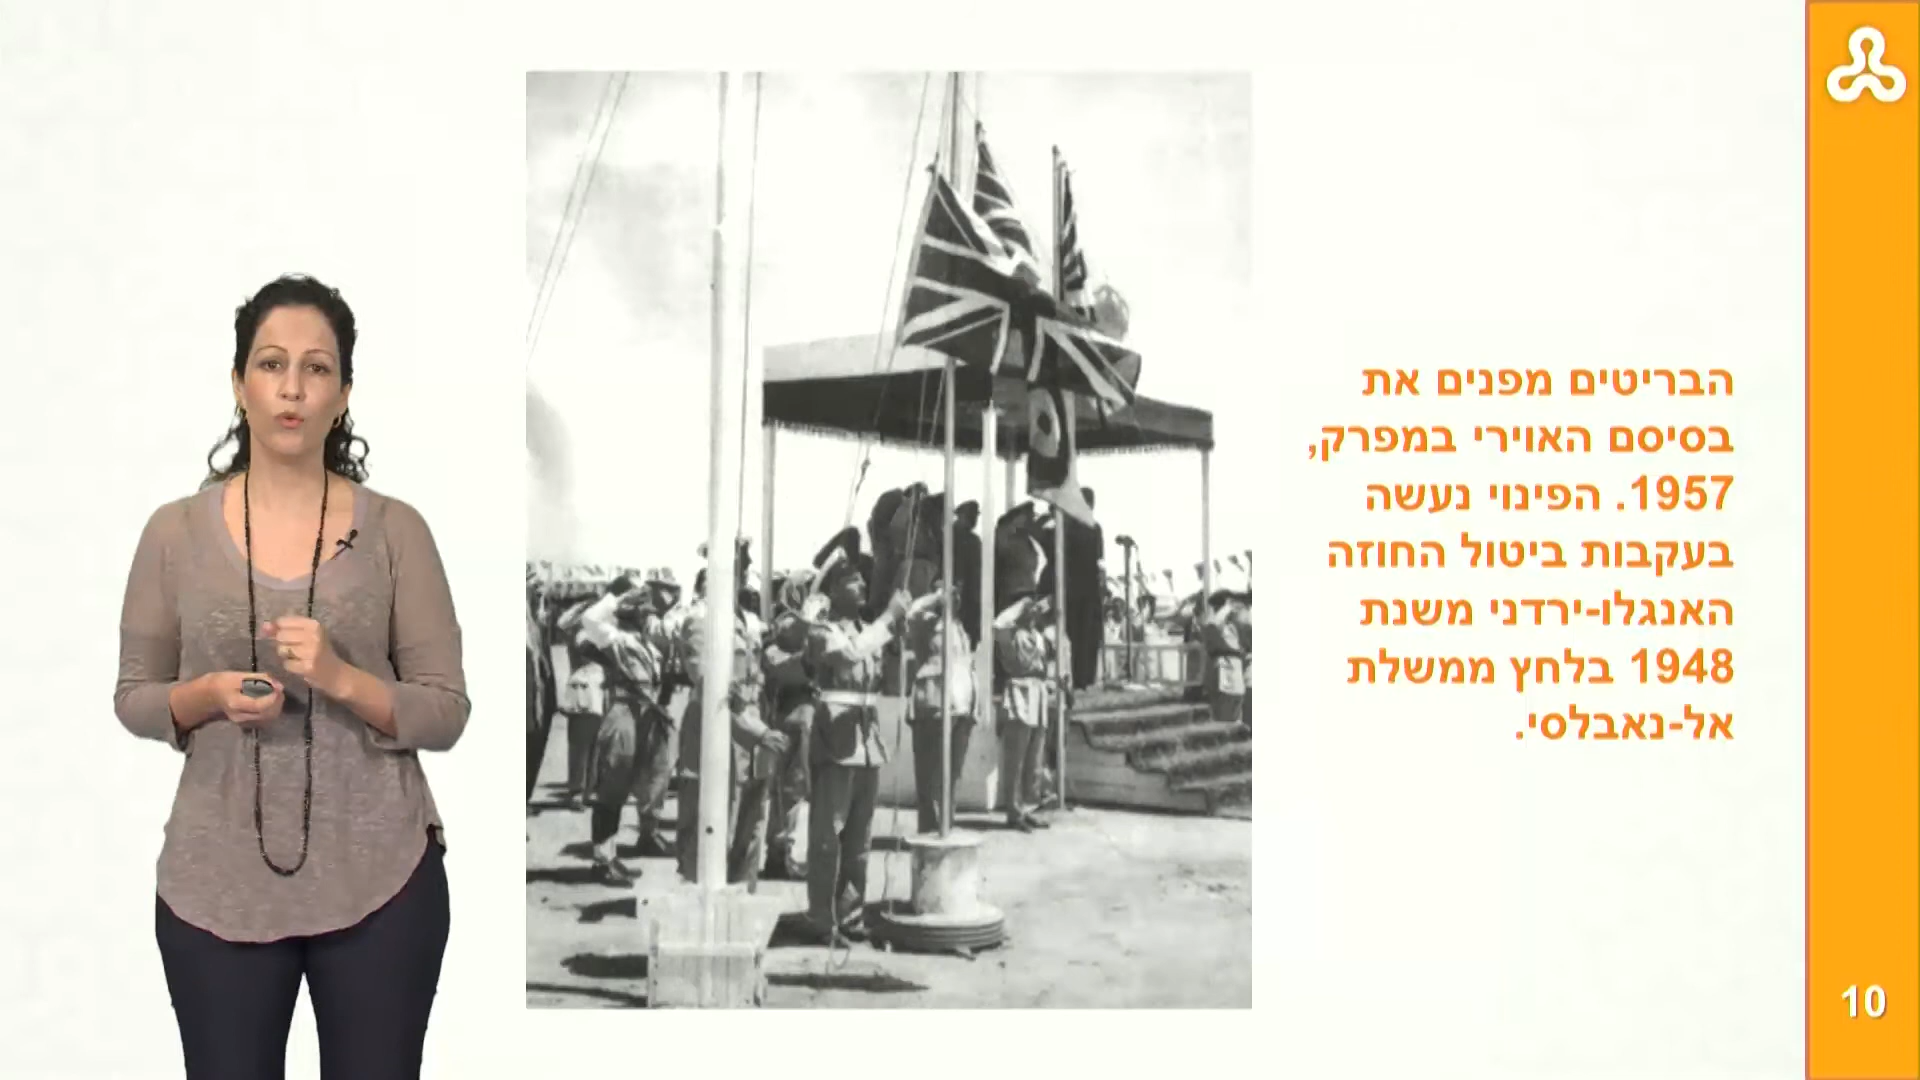 הבריטים מפנים את
בסיסם האוירי במפרק,
1957. הפינוי נעשה
בעקבות ביטול החוזה
האנגלו-ירדני משנת
1948 בלחץ ממשלת
אל-נאבלסי.
10